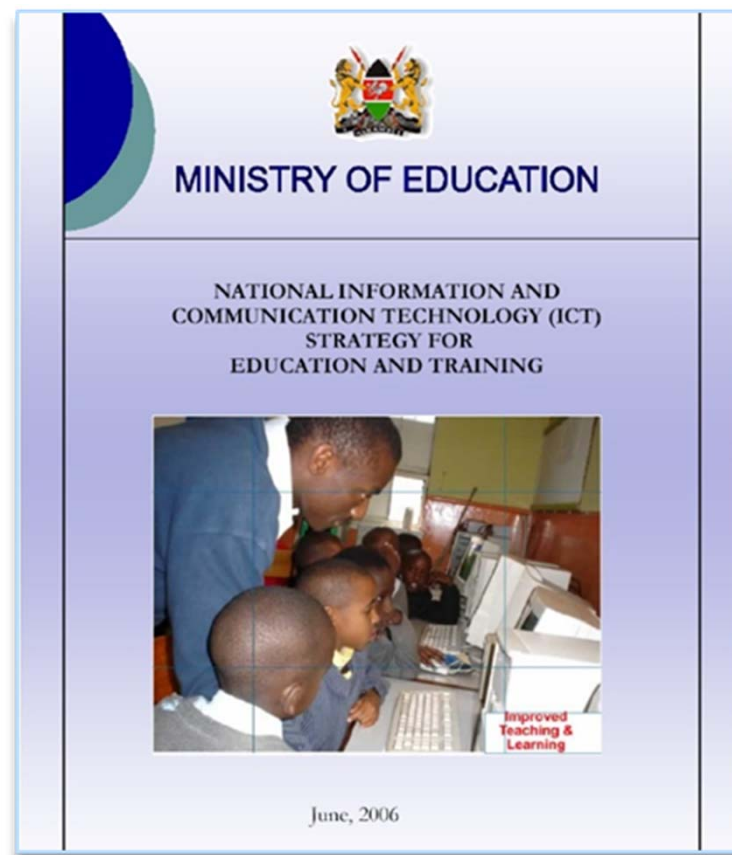 MINISTRY OF EDUCATION
NATIONAL INFORMATION AND
COMMUNICATION TECHNOLOGY (ICT)
STRATEGY FOR
EDUCATION AND TRAINING
Improved
Teaching &
Learning
June, 2006